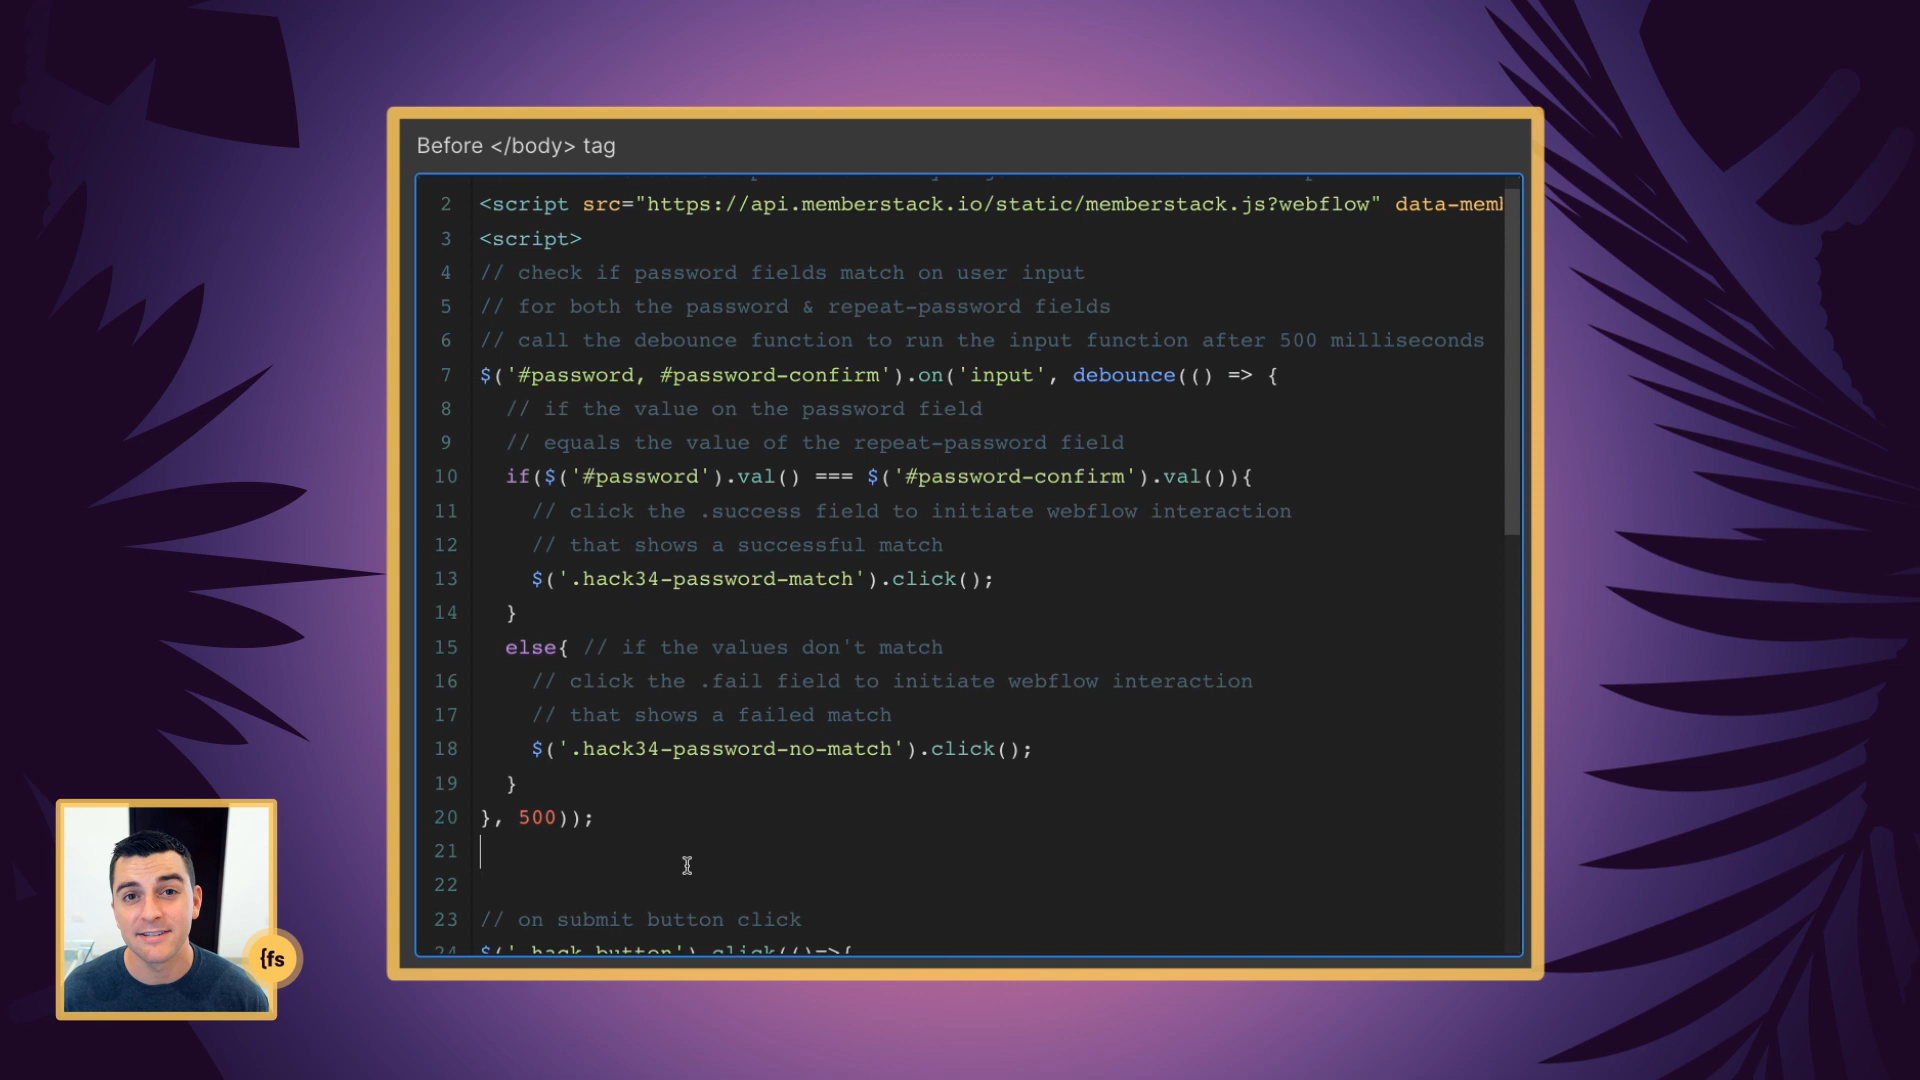 Before </body> tag
2 <script src="https://api.memberstack.io/static/memberstack.js?webflow" data-memb
3 <script>
4 // check if password fields match on user input
5 // for both the password & repeat-password fields
6 // call the debounce function to run the input function after 500 milliseconds
7 $('#password, #password-confirm').on('input', debounce(() => {
8 // if the value on the password field
9 // equals the value of the repeat-password field
10 if($('#password').val() === $('#password-confirm').val()){
11 // click the .success field to initiate webflow interaction
12 // that shows a successful match
13 $('.hack34-password-match').click();
14 }
15 else{ // if the values don't match
16 // click the .fail field to initiate webflow interaction
17 // that shows a failed match
18 $('.hack34-password-no-match').click();
19 }
20 }, 500));
21
22
23 // on submit button click
24 $('.hack-button').click(()=>{
{fs